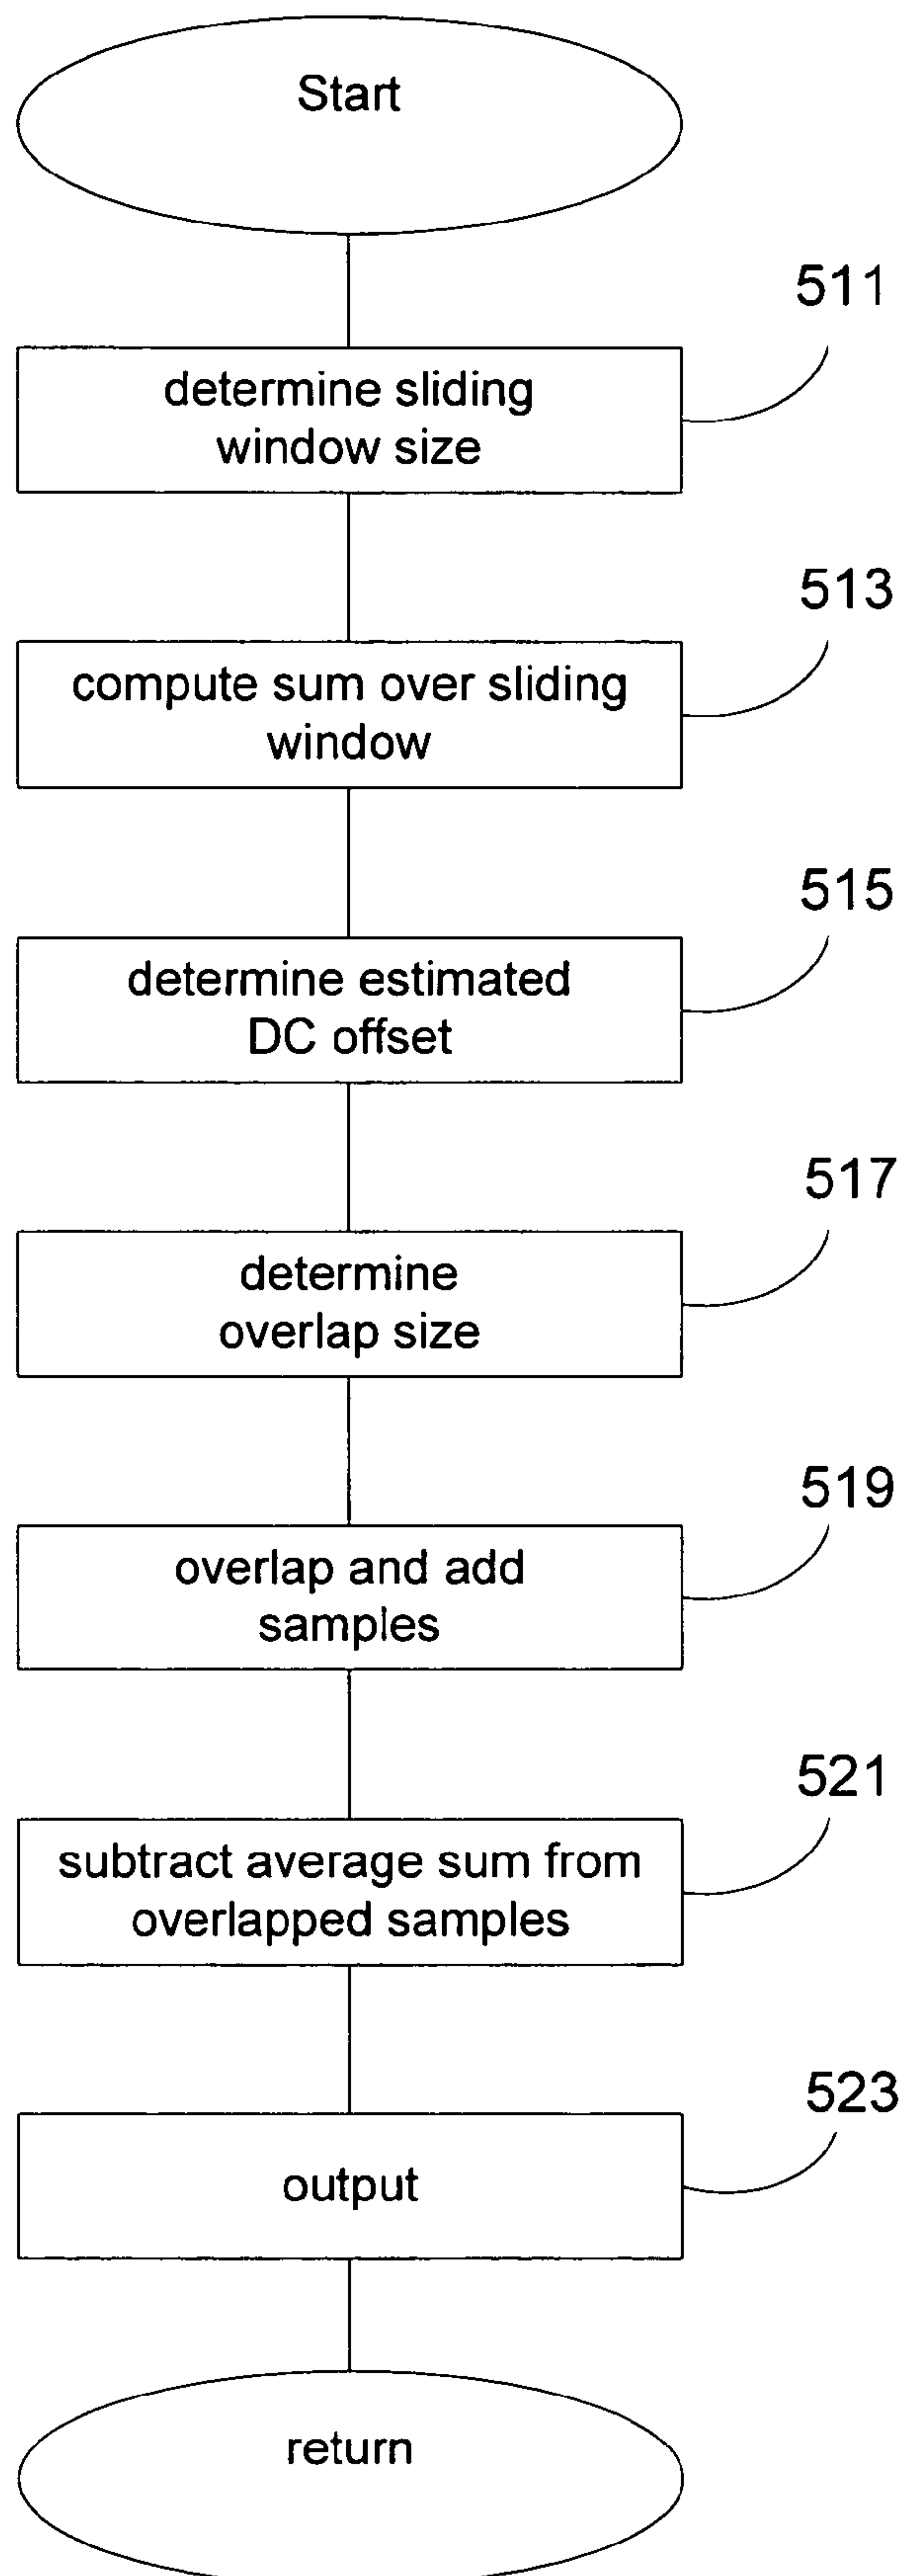 Start
511
determine sliding
window size
513
compute sum over sliding
window
515
determine estimated
DC offset
517
determine
overlap size
519
overlap and add
samples
521
subtract average sum from
overlapped samples
523
output
return